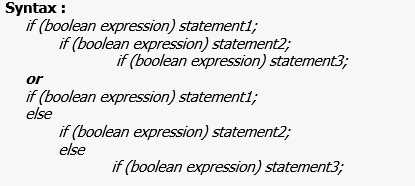 Syntax :
if (boolean expression) statement1;
if (boolean expression) statement2;
if (boolean expression) statement3;
or
if (boolean expression) statement1;
else
if (boolean expression) statement2;
else
if (boolean expression) statement3;